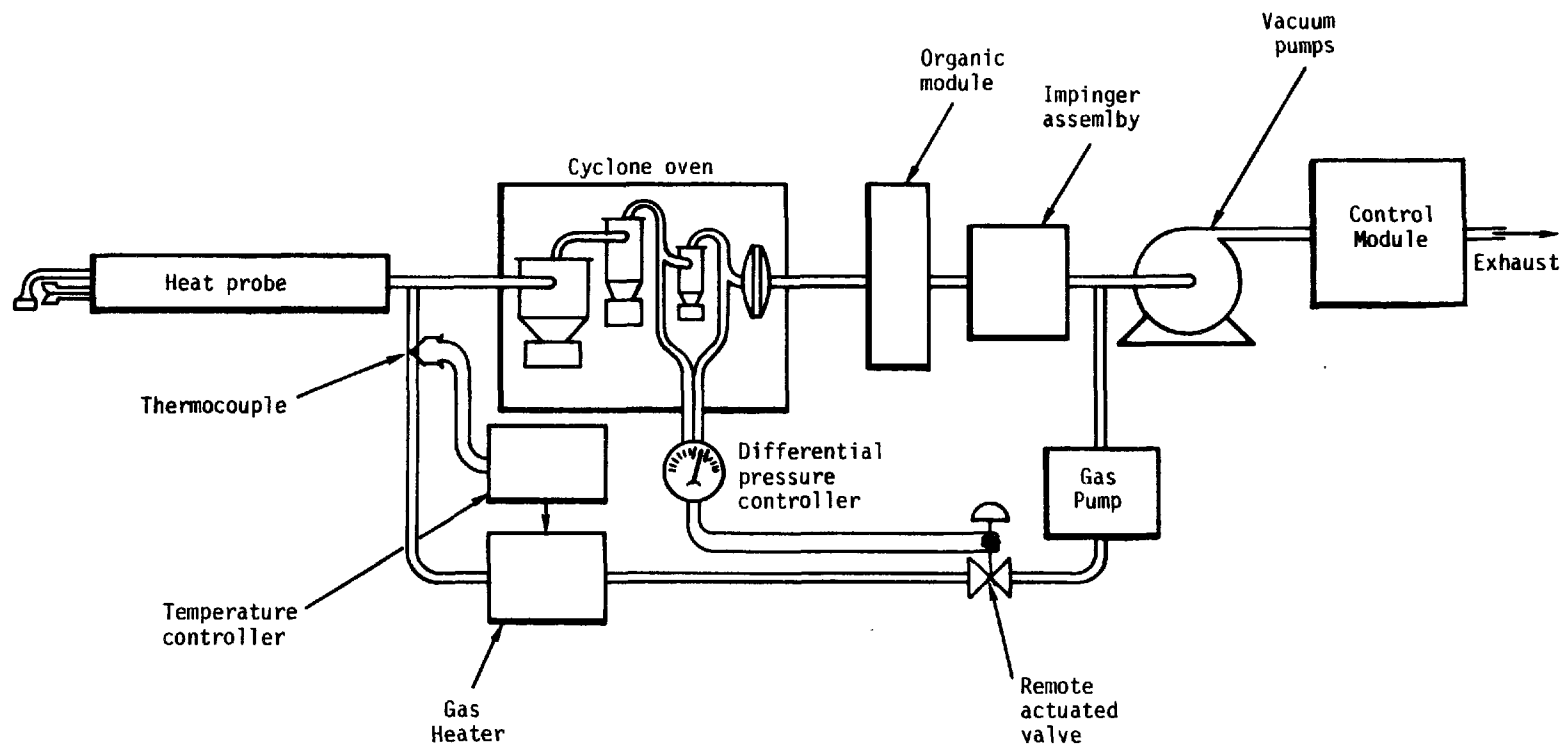 Vacuum
pumps
Organic
module
Impinger
assemlby
Cyclone oven
Control
Module
Heat probe
Exhaust
Thermocouple
Differential
pressure
controller
Gas
Pump
Temperature
controller
Gas
Heater
Remote
actuated
valve